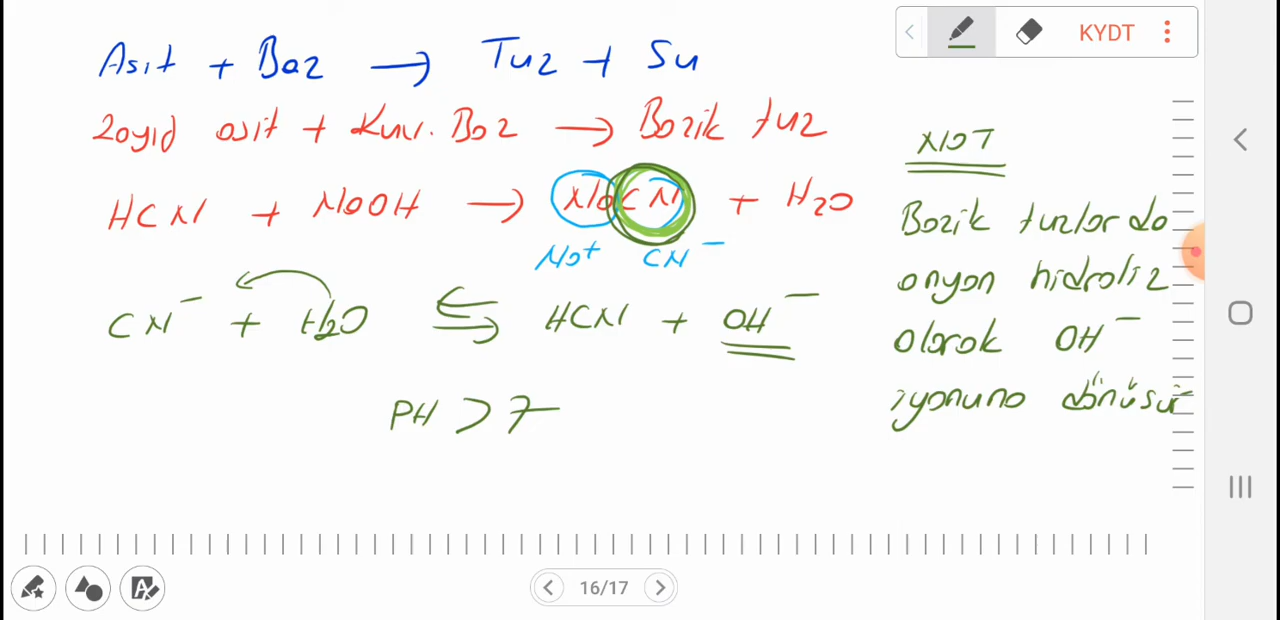 Asit + Baz → Tuz + Su
Zayıf asit + Kuv. Baz → Bazik tuz
HCN + NaOH → NaCN + H2O
Na+ CN−
CN− + H2O ⇌ HCN + OH−
PH > 7
NOT
Bazik tuzlarda
anyon hidroliz
olarak OH−
iyonuna dönüşür
KYDT
16/17